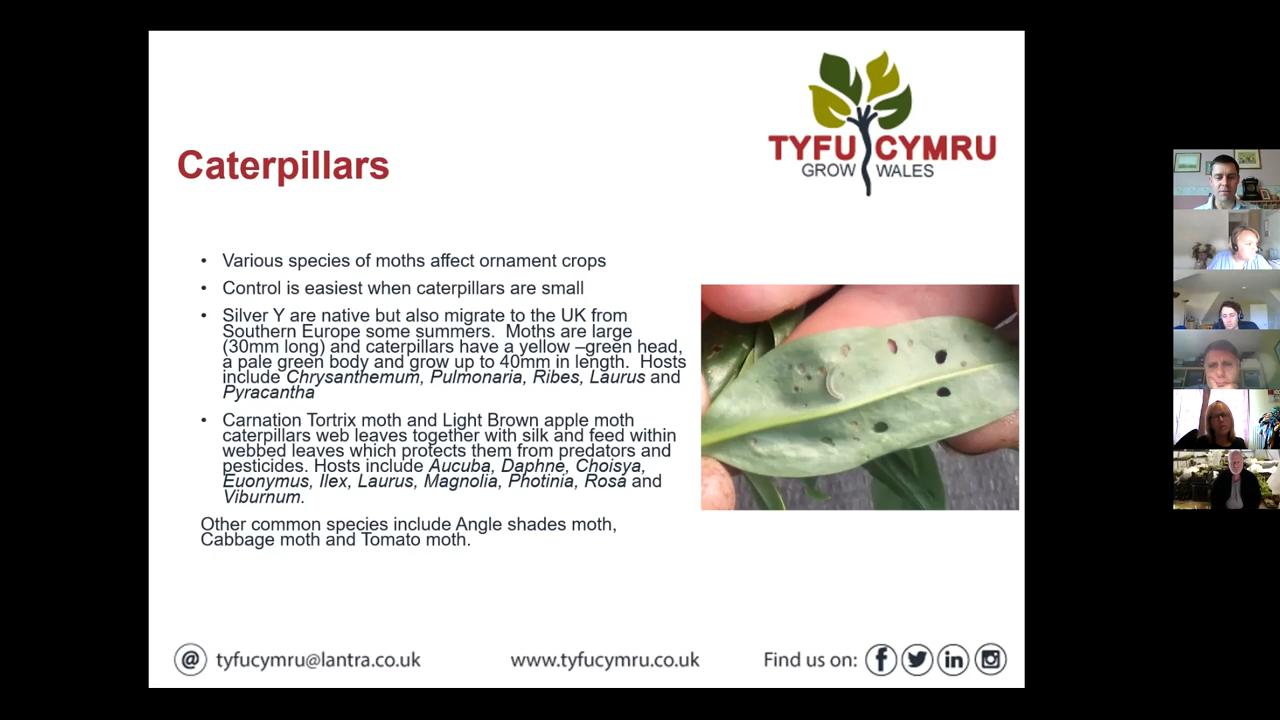 TYFU CYMRU
GROW WALES
Caterpillars
• Various species of moths affect ornament crops
• Control is easiest when caterpillars are small
• Silver Y are native but also migrate to the UK from
Southern Europe some summers. Moths are large
(30mm long) and caterpillars have a yellow –green head,
a pale green body and grow up to 40mm in length. Hosts
include Chrysanthemum, Pulmonaria, Ribes, Laurus and
Pyracantha
• Carnation Tortrix moth and Light Brown apple moth
caterpillars web leaves together with silk and feed within
webbed leaves which protects them from predators and
pesticides. Hosts include Aucuba, Daphne, Choisya,
Euonymus, Ilex, Laurus, Magnolia, Photinia, Rosa and
Viburnum.
Other common species include Angle shades moth,
Cabbage moth and Tomato moth.
@ tyfucymru@lantra.co.uk
www.tyfucymru.co.uk
Find us on: